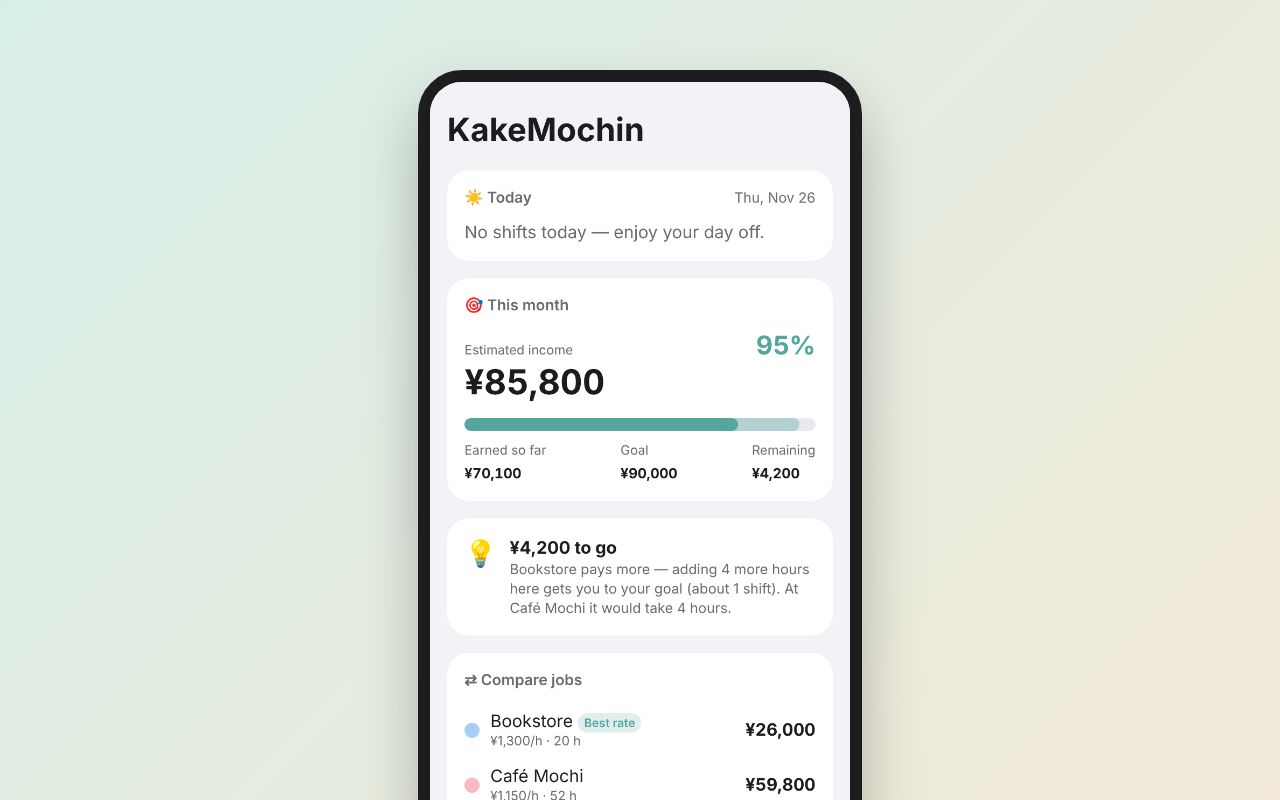 KakeMochin
☀️ Today
Thu, Nov 26
No shifts today — enjoy your day off.
🎯 This month
Estimated income
95%
¥85,800
Earned so far
Goal
Remaining
¥70,100
¥90,000
¥4,200
¥4,200 to go
Bookstore pays more — adding 4 more hours
here gets you to your goal (about 1 shift). At
Café Mochi it would take 4 hours.
⇄ Compare jobs
Bookstore Best rate
¥1,300/h · 20 h
¥26,000
Café Mochi
¥1,150/h · 52 h
¥59,800